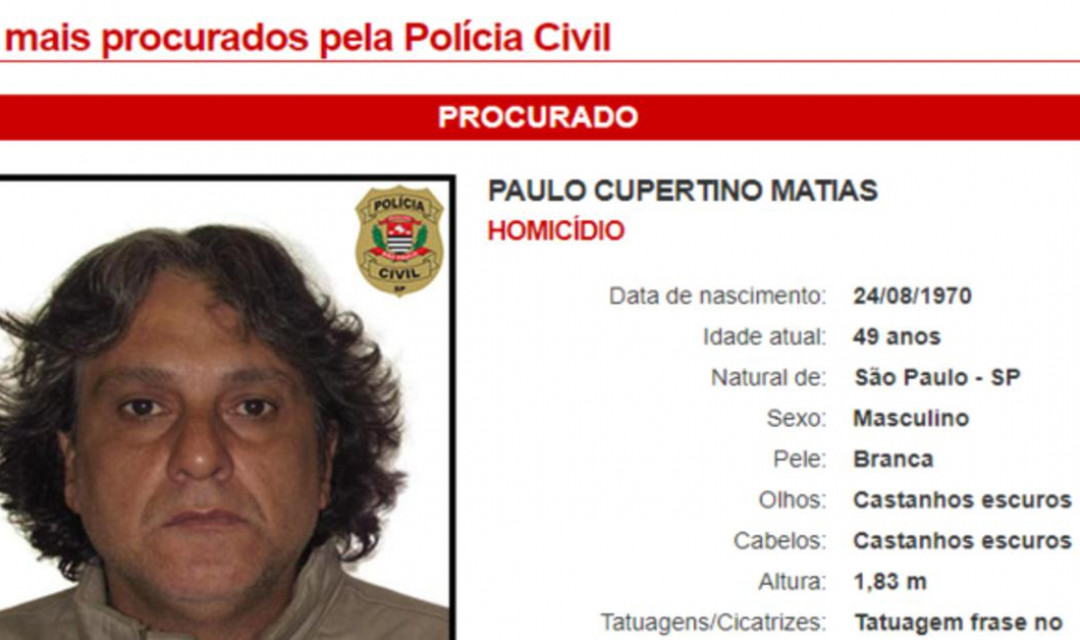 mais procurados pela Polícia Civil
PROCURADO
POLÍCIA
CIVIL
SP
PAULO CUPERTINO MATIAS
HOMICÍDIO
Data de nascimento: 24/08/1970
Idade atual: 49 anos
Natural de: São Paulo - SP
Sexo: Masculino
Pele: Branca
Olhos: Castanhos escuros
Cabelos: Castanhos escuros
Altura: 1,83 m
Tatuagens/Cicatrizes: Tatuagem frase no